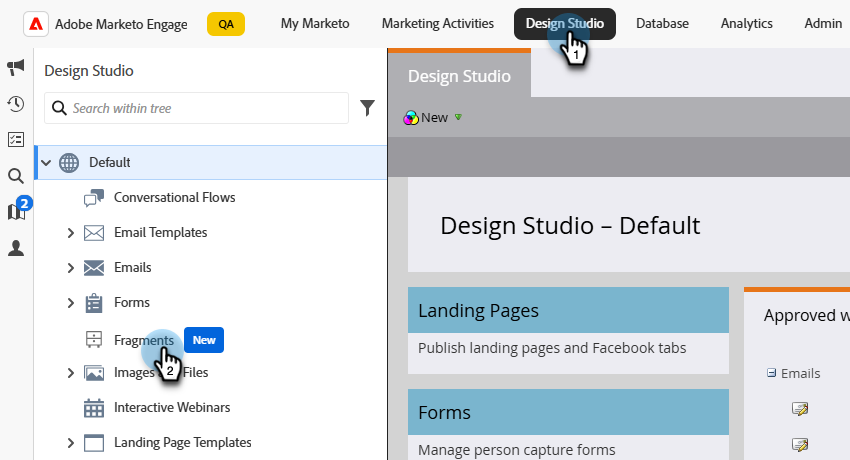 Adobe Marketo Engage QA My Marketo Marketing Activities Design Studio Database Analytics Admin
1
Design Studio
Search within tree
Default
Conversational Flows
Email Templates
Emails
Forms
Fragments New
2
Images Files
Interactive Webinars
Landing Page Templates
2
Design Studio
New
Design Studio – Default
Landing Pages
Publish landing pages and Facebook tabs
Forms
Manage person capture forms
Approved w
Emails